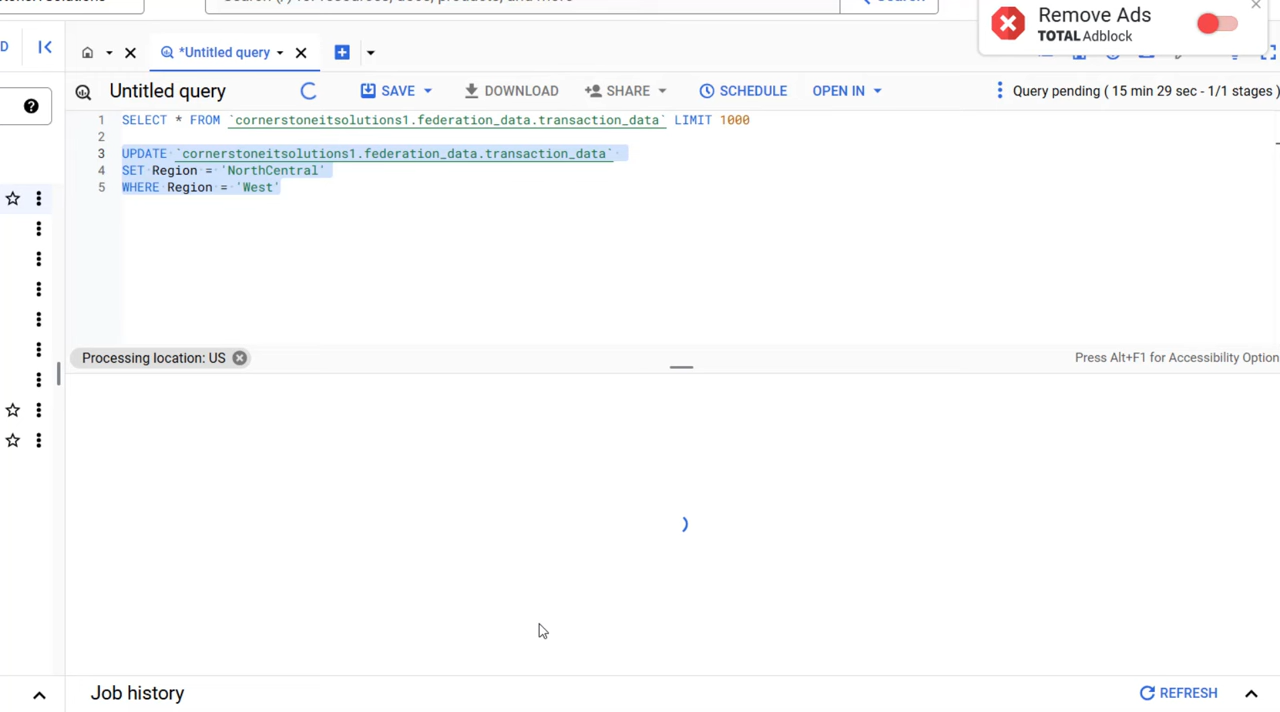 Remove Ads
TOTAL Adblock
D
*Untitled query
Untitled query
SAVE
DOWNLOAD
SHARE
SCHEDULE
OPEN IN
Query pending ( 15 min 29 sec - 1/1 stages )
1 SELECT * FROM `cornerstoneitsolutions1.federation_data.transaction_data` LIMIT 1000
2
3 UPDATE `cornerstoneitsolutions1.federation_data.transaction_data`
4 SET Region = 'NorthCentral'
5 WHERE Region = 'West'
Processing location: US
Press Alt+F1 for Accessibility Option
Job history
REFRESH